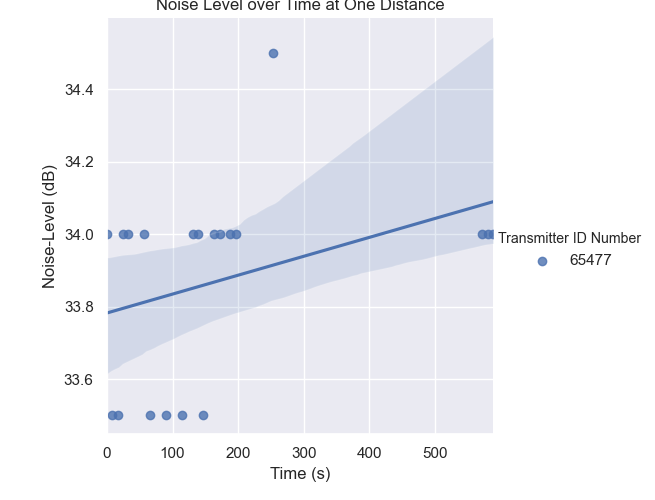 Noise Level over Time at One Distance
34.4
34.2
34.0
33.8
33.6
Noise-Level (dB)
0 100 200 300 400 500
Time (s)
Transmitter ID Number
65477